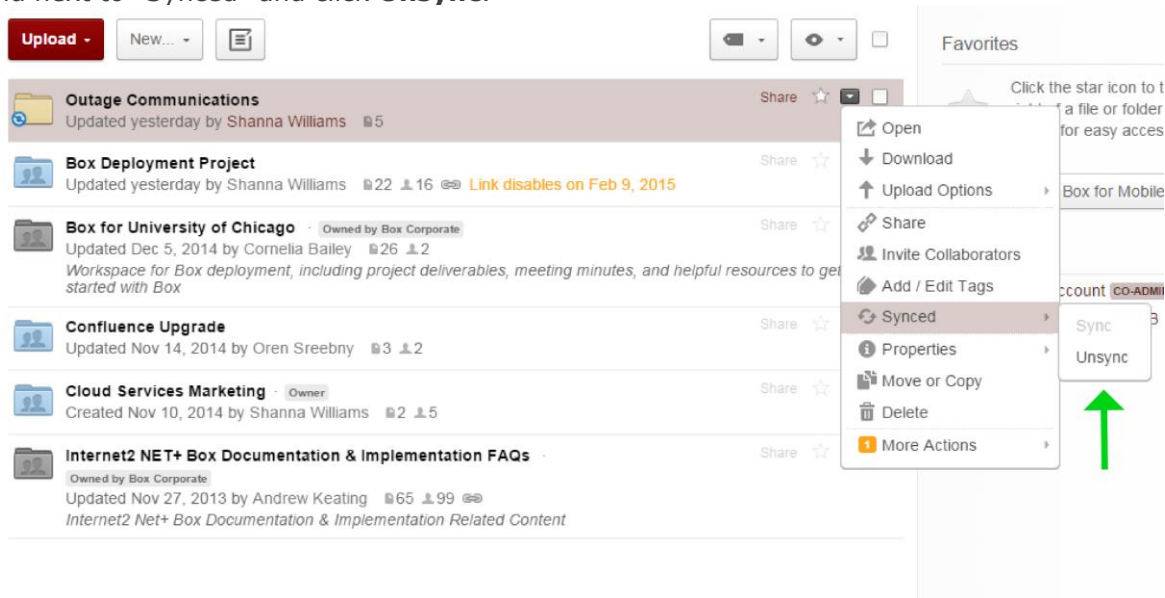 Upload New...
Favorites
Outage Communications Share
Updated yesterday by Shanna Williams 5
Box Deployment Project Share
Updated yesterday by Shanna Williams 22 16 Link disables on Feb 9, 2015
Box for University of Chicago · Owned by Box Corporate Share
Updated Dec 5, 2014 by Cornelia Bailey 26 2
Workspace for Box deployment, including project deliverables, meeting minutes, and helpful resources to get
started with Box
Confluence Upgrade Share
Updated Nov 14, 2014 by Oren Sreebny 3 2
Cloud Services Marketing · Owner Share
Created Nov 10, 2014 by Shanna Williams 2 5
Internet2 NET+ Box Documentation & Implementation FAQs · Share
Owned by Box Corporate
Updated Nov 27, 2013 by Andrew Keating 65 99
Internet2 Net+ Box Documentation & Implementation Related Content
Open
Download
Upload Options
Share
Invite Collaborators
Add / Edit Tags
Synced
Properties
Move or Copy
Delete
1 More Actions
Sync
Unsync
Click the star icon to
of a file or folder
for easy
Box for Mobile